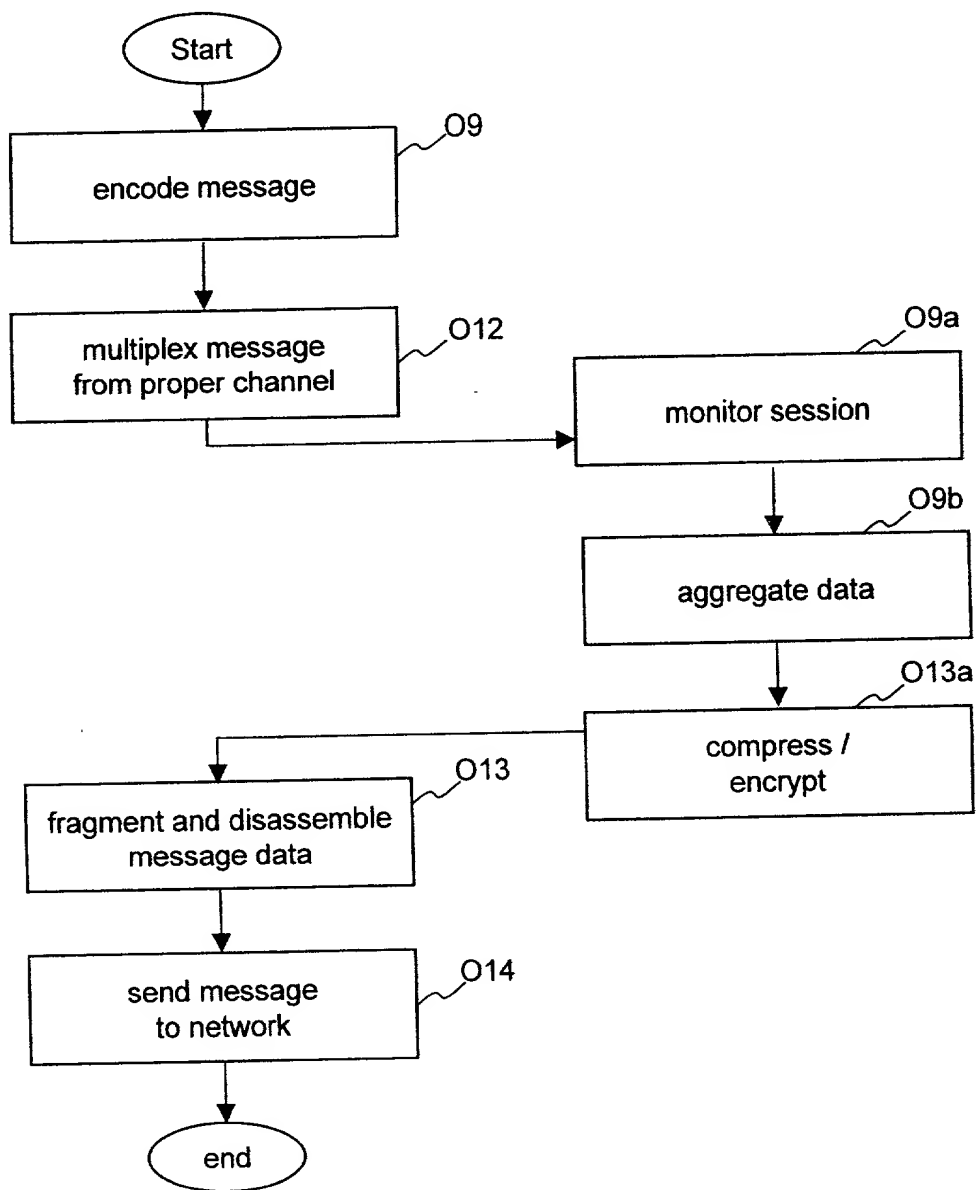 Start
O9
encode message
O12
multiplex message
from proper channel
O9a
monitor session
O9b
aggregate data
O13a
compress /
encrypt
O13
fragment and disassemble
message data
O14
send message
to network
end